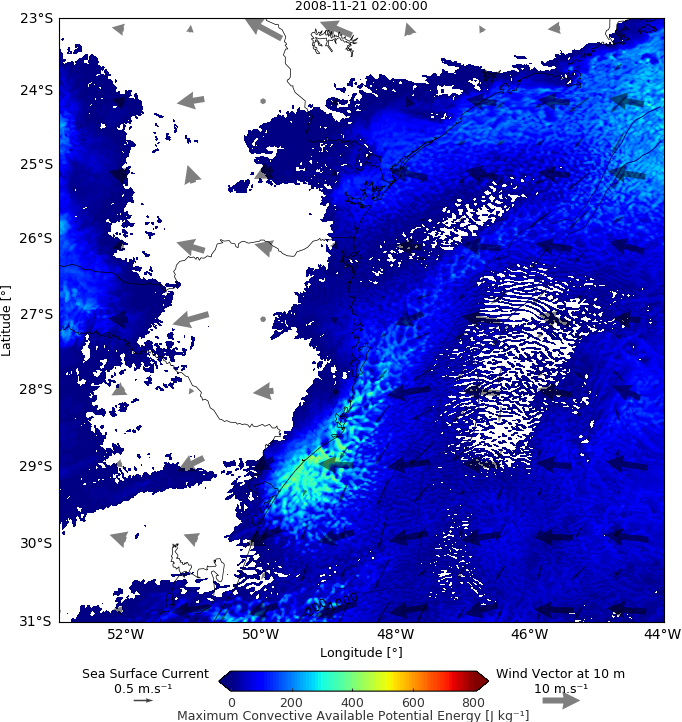 2008-11-21 02:00:00
23°S
24°S
25°S
26°S
27°S
28°S
29°S
30°S
31°S
Latitude [°]
52°W 50°W 48°W 46°W 44°W
Longitude [°]
Sea Surface Current
0.5 m.s⁻¹
Wind Vector at 10 m
10 m.s⁻¹
0 200 400 600 800
Maximum Convective Available Potential Energy [J kg⁻¹]